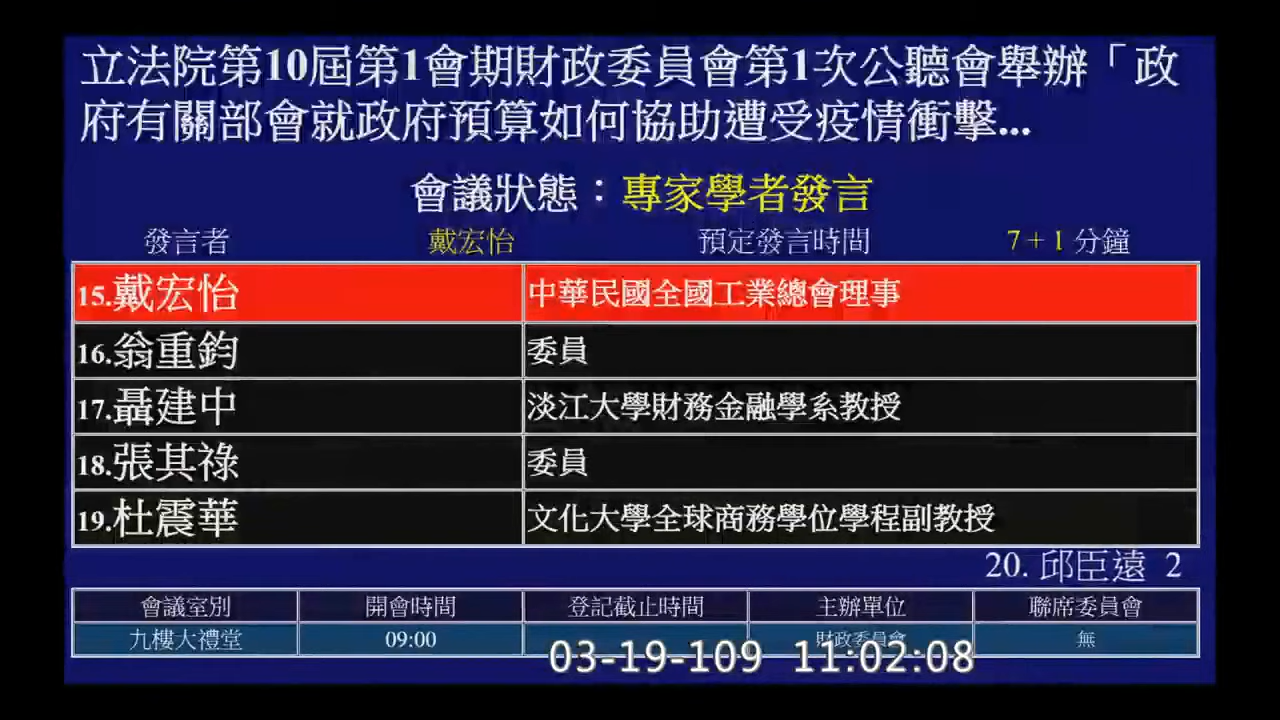 立法院第10屆第1會期財政委員會第1次公聽會舉辦「政
府有關部會就政府預算如何協助遭受疫情衝擊...
會議狀態：專家學者發言
發言者 戴宏怡 預定發言時間 7 + 1 分鐘
15.戴宏怡 中華民國全國工業總會理事
16.翁重鈞 委員
17.聶建中 淡江大學財務金融學系教授
18.張其祿 委員
19.杜震華 文化大學全球商務學位學程副教授
20. 邱臣遠 2
會議室別 開會時間 登記截止時間 主辦單位 聯席委員會
九樓大禮堂 09:00 財政委員會 無
03-19-109 11:02:08